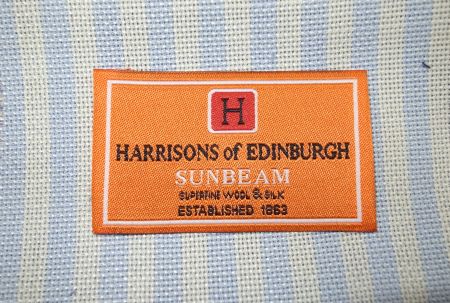 H
HARRISONS of EDINBURGH
SUNBEAM
SUPERFINE WOOL & SILK
ESTABLISHED 1863